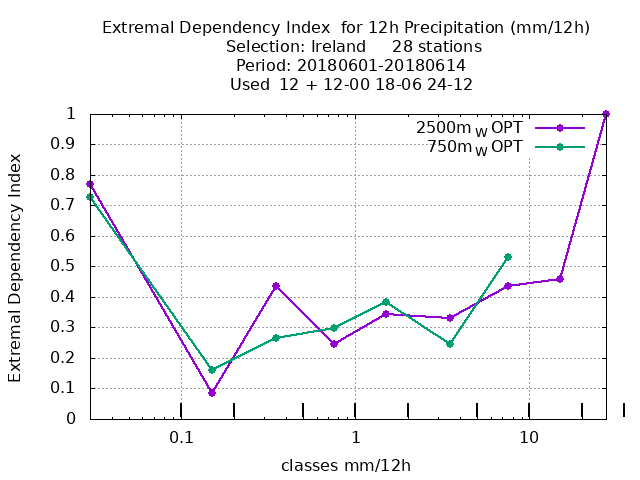 Extremal Dependency Index  for 12h Precipitation (mm/12h)
Selection: Ireland     28 stations
Period: 20180601-20180614
Used  12 + 12-00 18-06 24-12
2500m W OPT
750m W OPT
1
0.9
0.8
0.7
0.6
0.5
0.4
0.3
0.2
0.1
0
Extremal Dependency Index
0.1 1 10
classes mm/12h